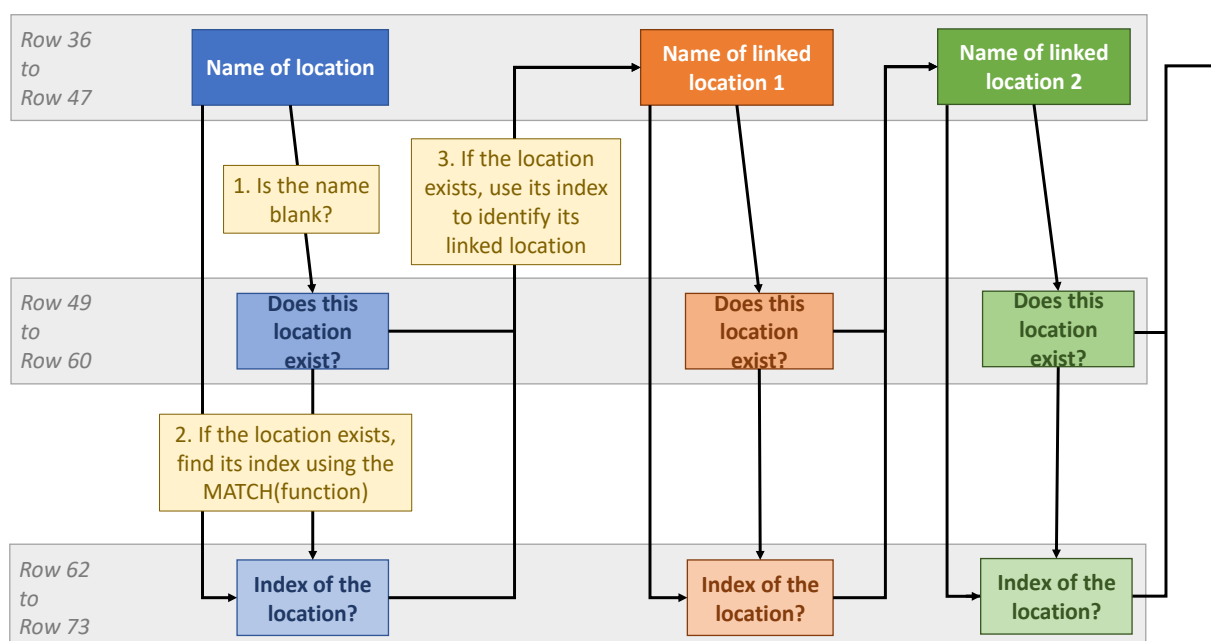 Row 36
to
Row 47
Name of location
Name of linked
location 1
Name of linked
location 2
1. Is the name
blank?
3. If the location
exists, use its index
to identify its
linked location
Row 49
to
Row 60
Does this
location
exist?
Does this
location
exist?
Does this
location
exist?
2. If the location exists,
find its index using the
MATCH(function)
Row 62
to
Row 73
Index of the
location?
Index of the
location?
Index of the
location?